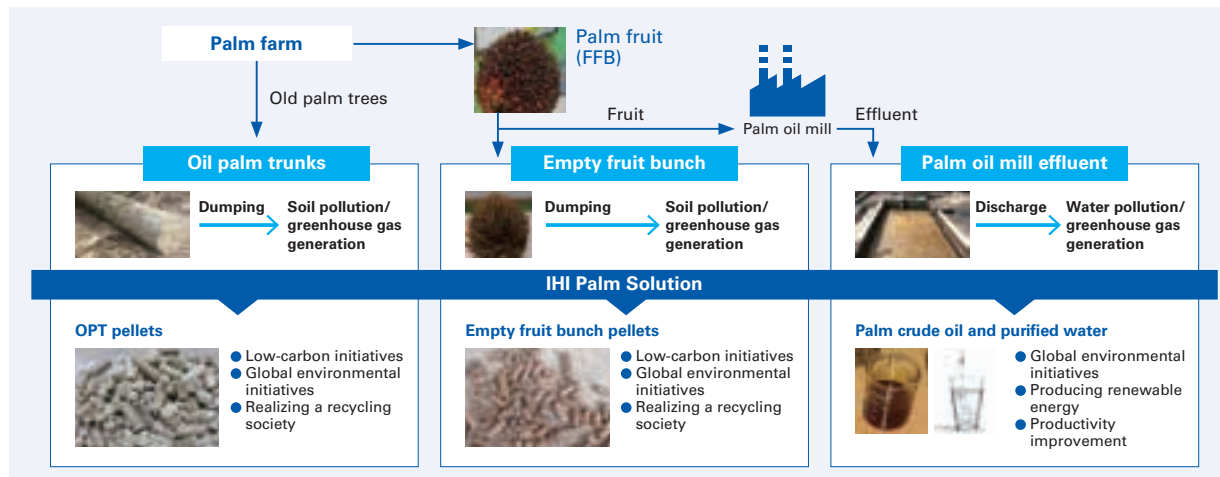 Palm farm
Palm fruit
(FFB)
Old palm trees
Fruit
Palm oil mill
Effluent
Oil palm trunks
Dumping
Soil pollution/
greenhouse gas
generation
Empty fruit bunch
Dumping
Soil pollution/
greenhouse gas
generation
Palm oil mill effluent
Discharge
Water pollution/
greenhouse gas
generation
IHI Palm Solution
OPT pellets
● Low-carbon initiatives
● Global environmental
initiatives
● Realizing a recycling
society
Empty fruit bunch pellets
● Low-carbon initiatives
● Global environmental
initiatives
● Realizing a recycling
society
Palm crude oil and purified water
● Global environmental
initiatives
● Producing renewable
energy
● Productivity
improvement